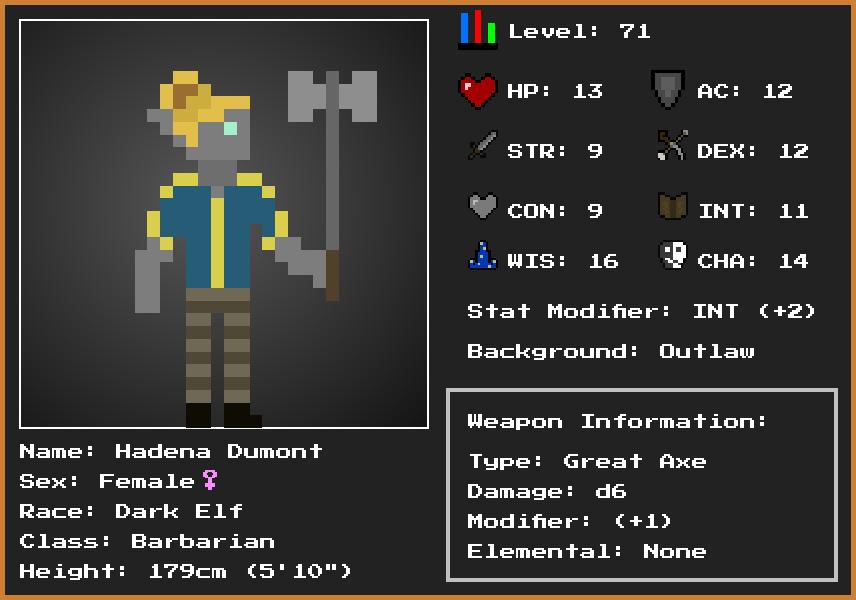 Level: 71
HP: 13 AC: 12
STR: 9 DEX: 12
CON: 9 INT: 11
WIS: 16 CHA: 14
Stat Modifier: INT (+2)
Background: Outlaw
Weapon Information:
Type: Great Axe
Damage: d6
Modifier: (+1)
Elemental: None
Name: Hadena Dumont
Sex: Female♀
Race: Dark Elf
Class: Barbarian
Height: 179cm (5'10")